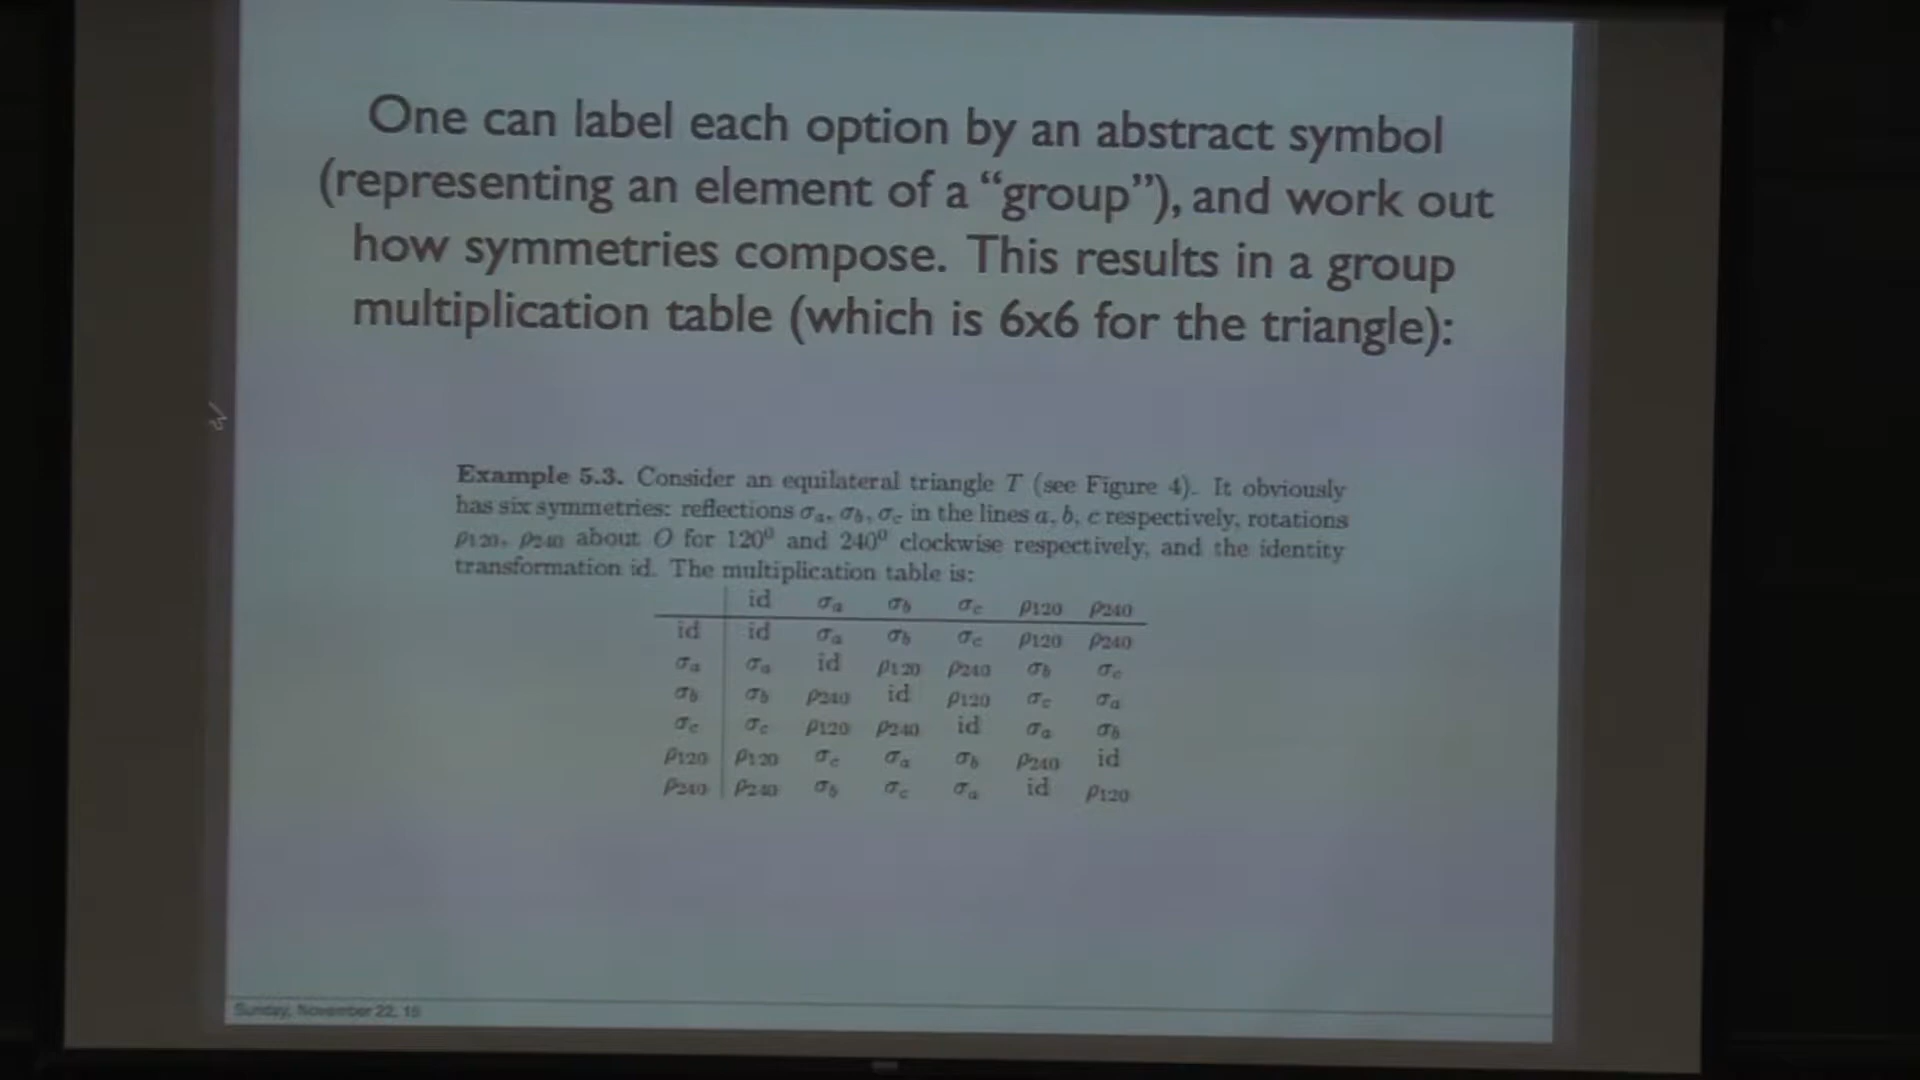 One can label each option by an abstract symbol
(representing an element of a “group”), and work out
how symmetries compose. This results in a group
multiplication table (which is 6x6 for the triangle):
Example 5.3. Consider an equilateral triangle T (see Figure 4). It obviously
has six symmetries: reflections σa, σb, σc in the lines a, b, c respectively, rotations
ρ120, ρ240 about O for 120⁰ and 240⁰ clockwise respectively, and the identity
transformation id. The multiplication table is:
id σa σb σc ρ120 ρ240
id id σa σb σc ρ120 ρ240
σa σa id ρ120 ρ240 σb σc
σb σb ρ240 id ρ120 σc σa
σc σc ρ120 ρ240 id σa σb
ρ120 ρ120 σc σa σb ρ240 id
ρ240 ρ240 σb σc σa id ρ120
Sunday, November 22, 15